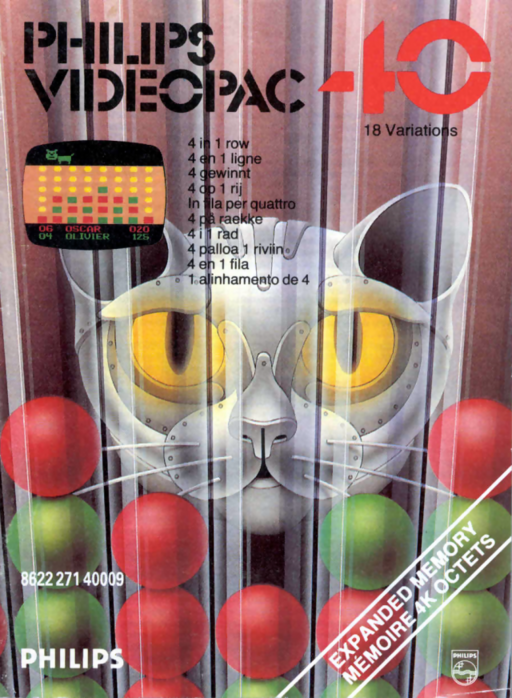 PHILIPS
VIDEOPAC 40
18 Variations
4 in 1 row
4 en 1 ligne
4 gewinnt
4 op 1 rij
In fila per quattro
4 på raekke
4 i 1 rad
4 palloa 1 riviin
4 en 1 fila
1 alinhamento de 4
06 OSCAR 020
04 OLIVIER 125
8622 271 40009
EXPANDED MEMORY
MÉMOIRE 4K OCTETS
PHILIPS
PHILIPS